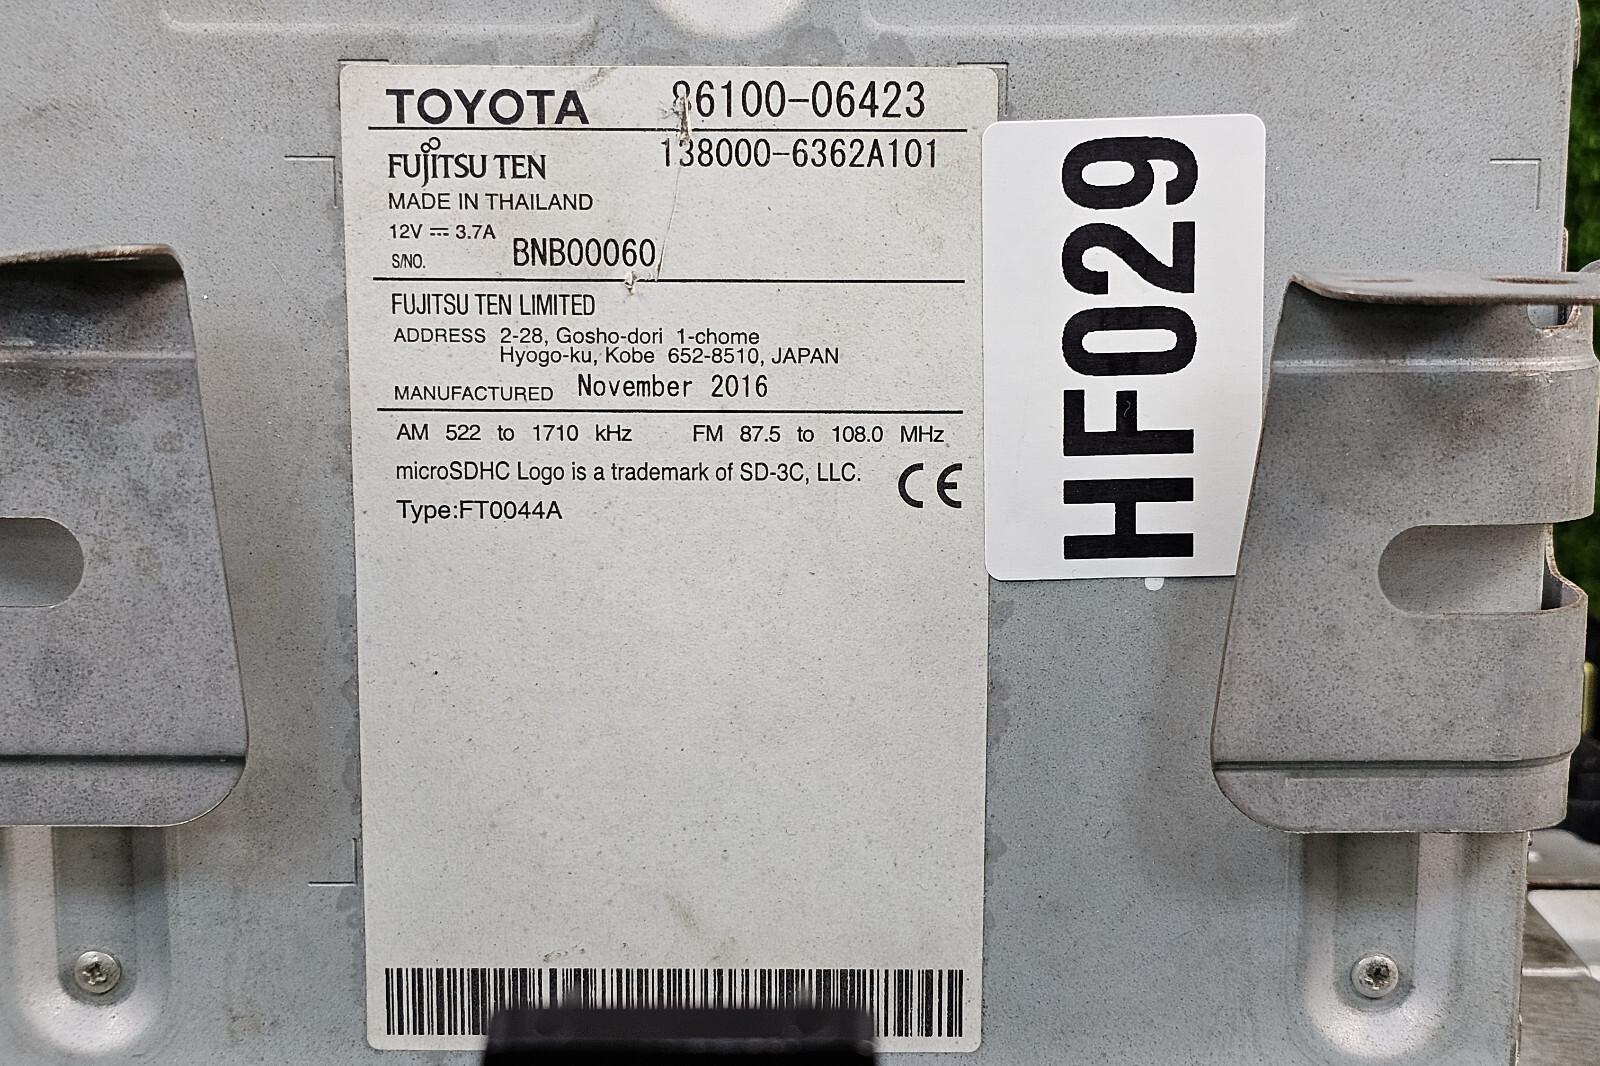 TOYOTA 86100-06423
FUJITSU TEN 138000-6362A101
MADE IN THAILAND
12V ⎓ 3.7A
S/NO. BNB00060
FUJITSU TEN LIMITED
ADDRESS 2-28, Gosho-dori 1-chome
Hyogo-ku, Kobe 652-8510, JAPAN
MANUFACTURED November 2016
AM 522 to 1710 kHz FM 87.5 to 108.0 MHz
microSDHC Logo is a trademark of SD-3C, LLC.
CE
Type:FT0044A
HF029